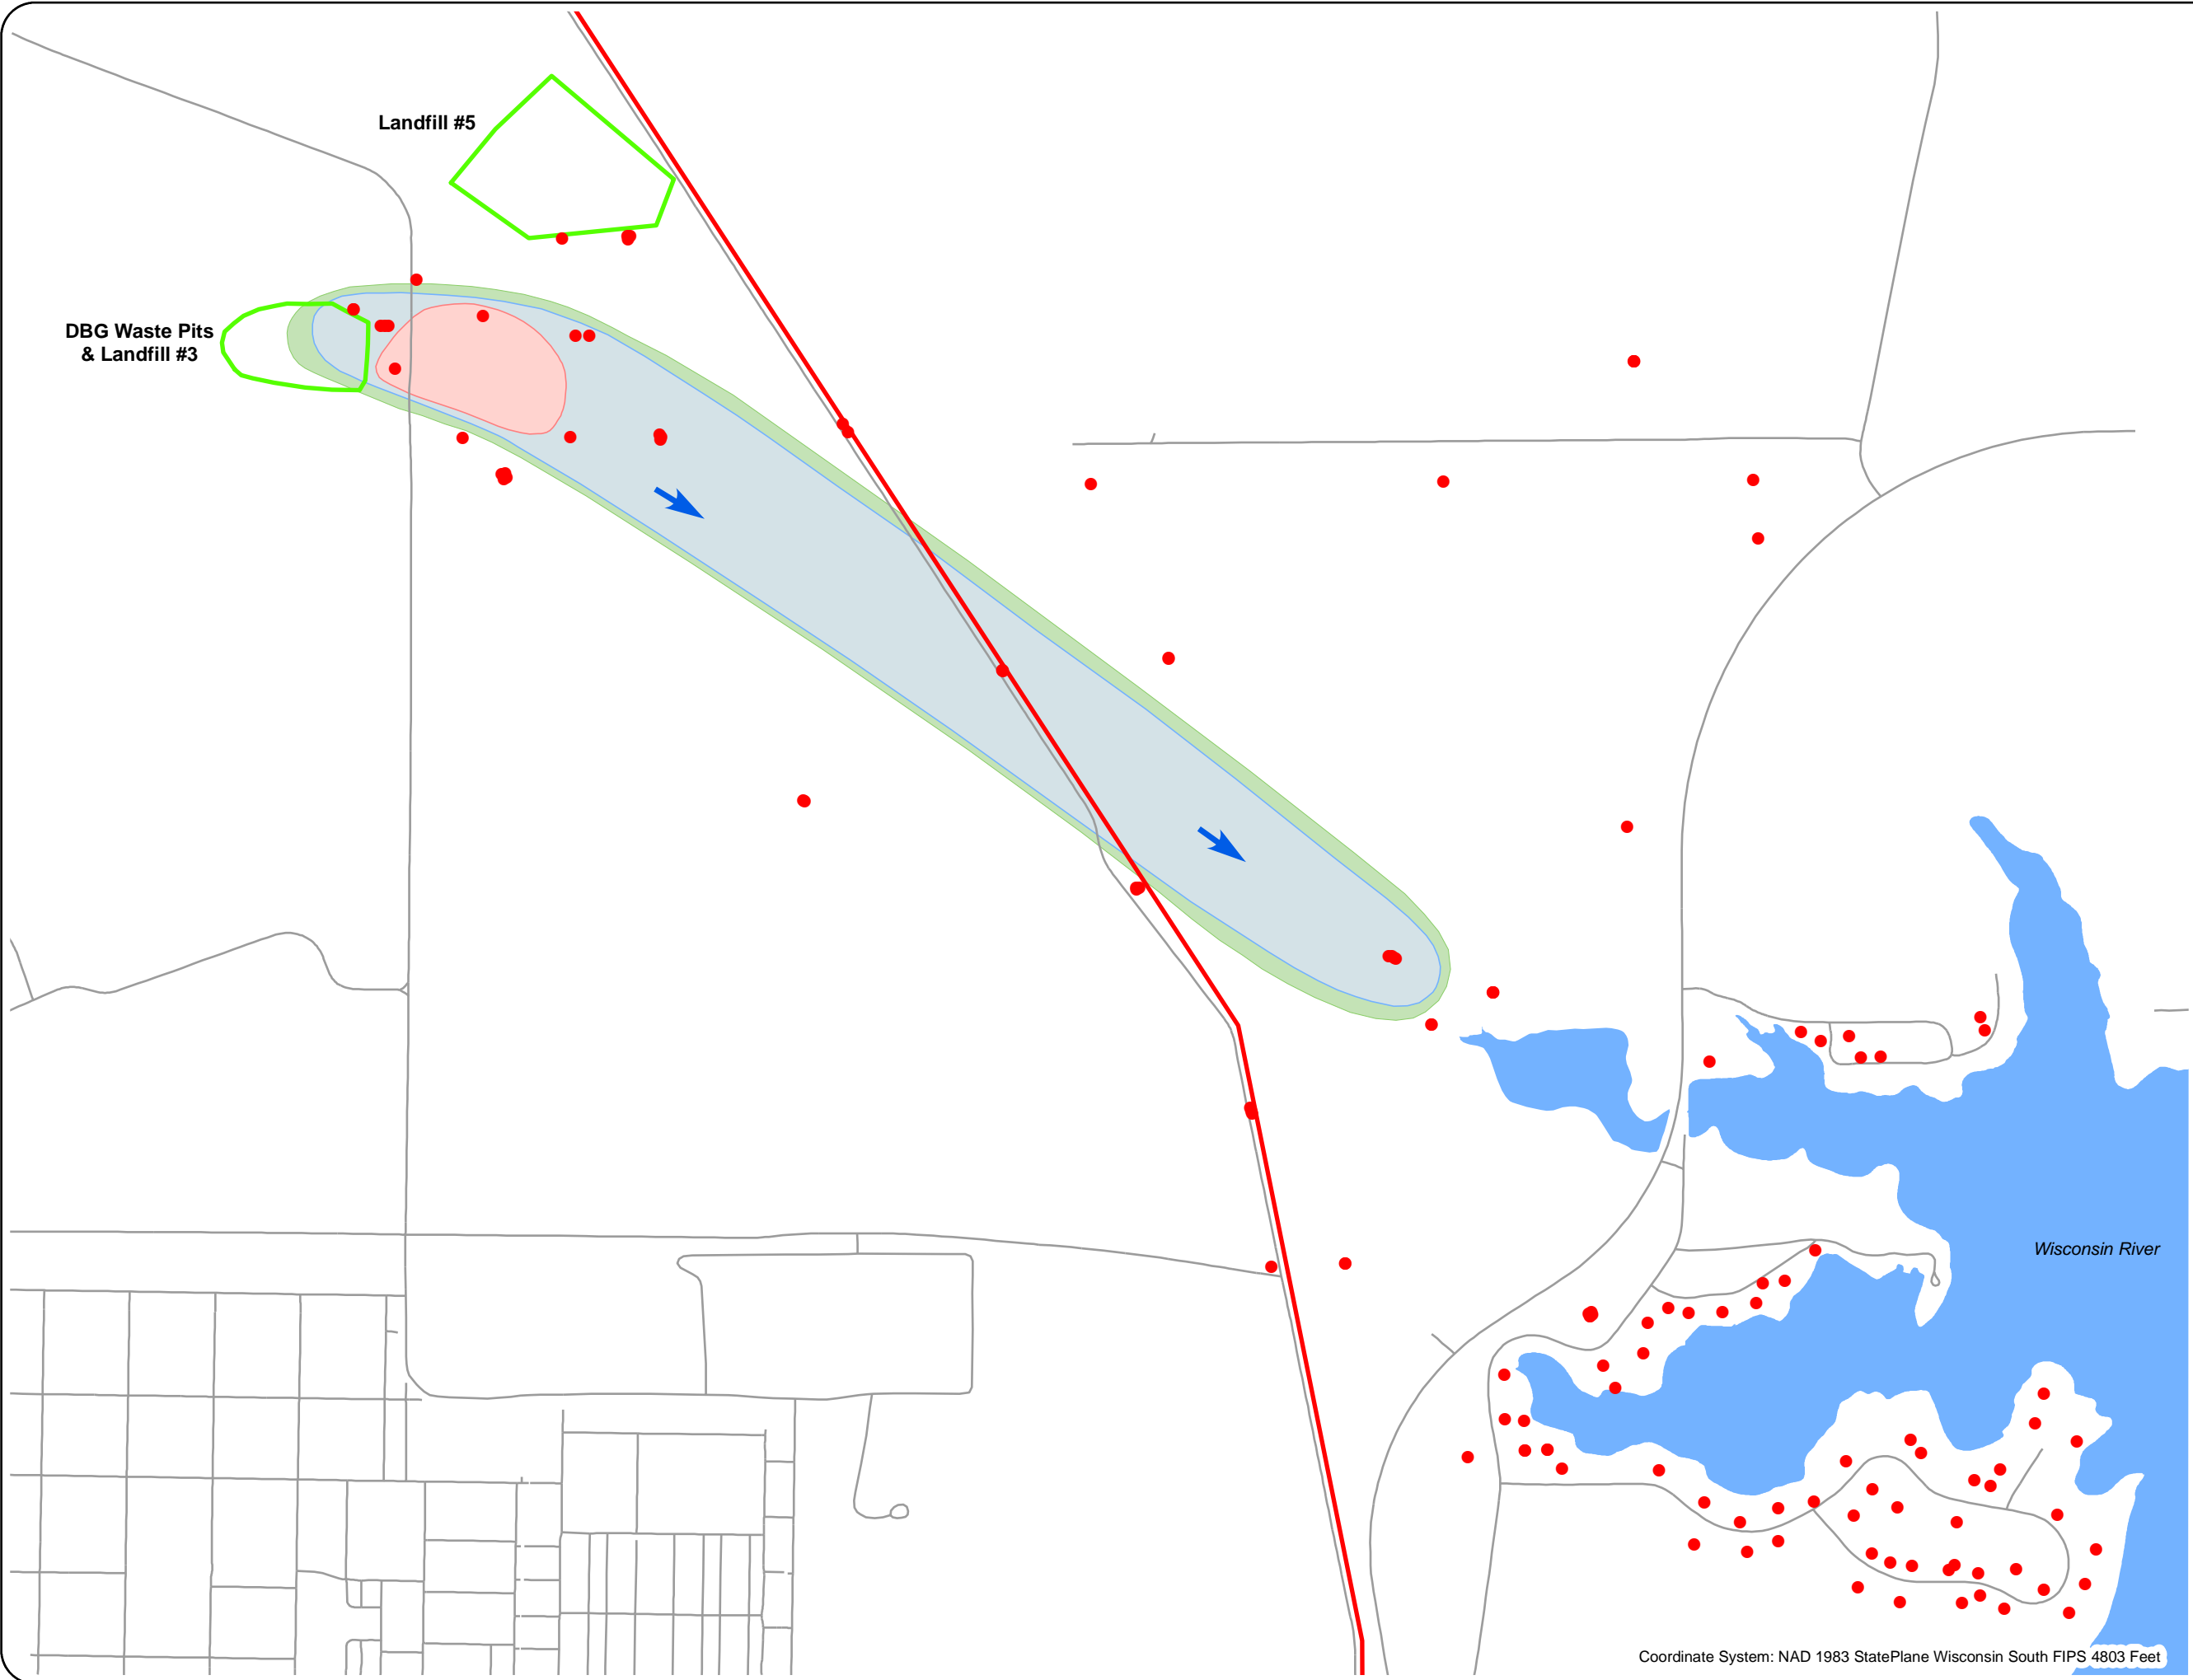 Landfill #5
DBG Waste Pits
& Landfill #3
Wisconsin River
Coordinate System: NAD 1983 StatePlane Wisconsin South FIPS 4803 Feet